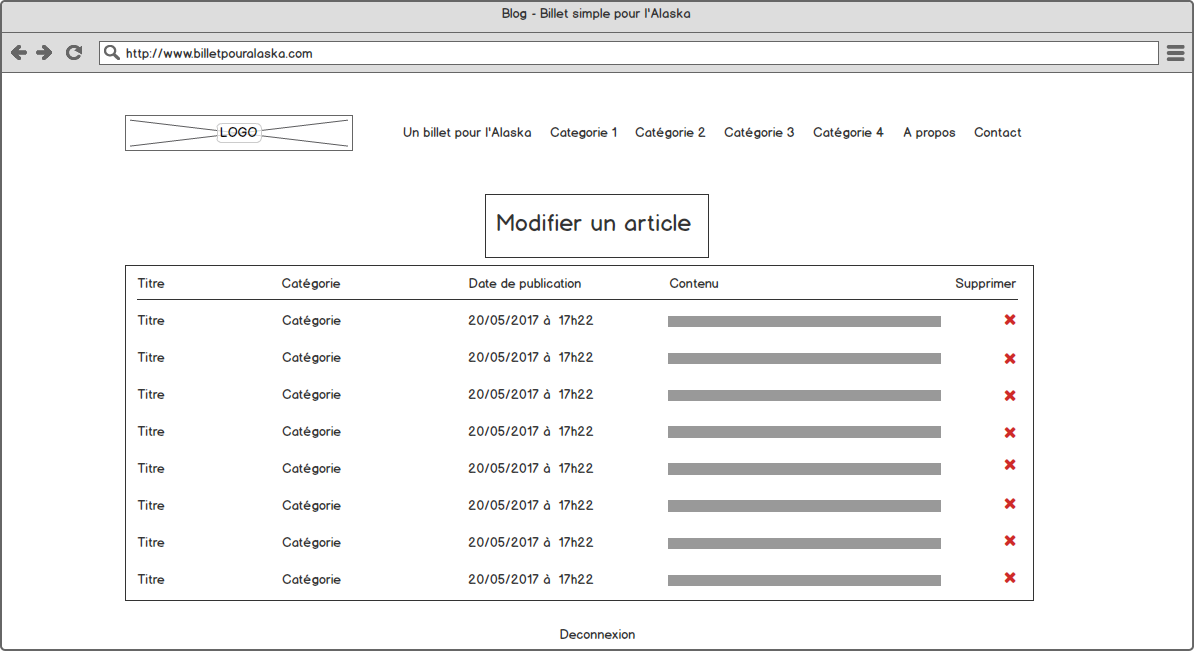 Blog - Billet simple pour l'Alaska
http://www.billetpouralaska.com
LOGO
Un billet pour l'Alaska Categorie 1 Catégorie 2 Catégorie 3 Catégorie 4 A propos Contact
Modifier un article
Titre Catégorie Date de publication Contenu Supprimer
Titre Catégorie 20/05/2017 à 17h22
Titre Catégorie 20/05/2017 à 17h22
Titre Catégorie 20/05/2017 à 17h22
Titre Catégorie 20/05/2017 à 17h22
Titre Catégorie 20/05/2017 à 17h22
Titre Catégorie 20/05/2017 à 17h22
Titre Catégorie 20/05/2017 à 17h22
Titre Catégorie 20/05/2017 à 17h22
Deconnexion